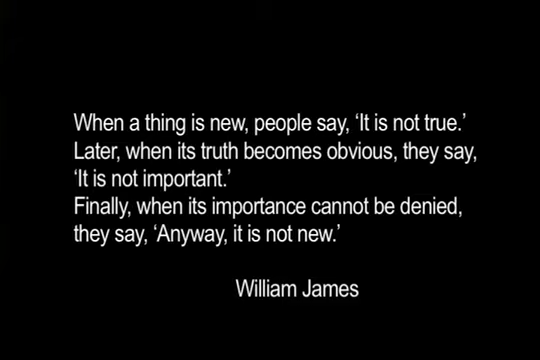 When a thing is new, people say, ‘It is not true.’
Later, when its truth becomes obvious, they say,
‘It is not important.’
Finally, when its importance cannot be denied,
they say, ‘Anyway, it is not new.’
William James